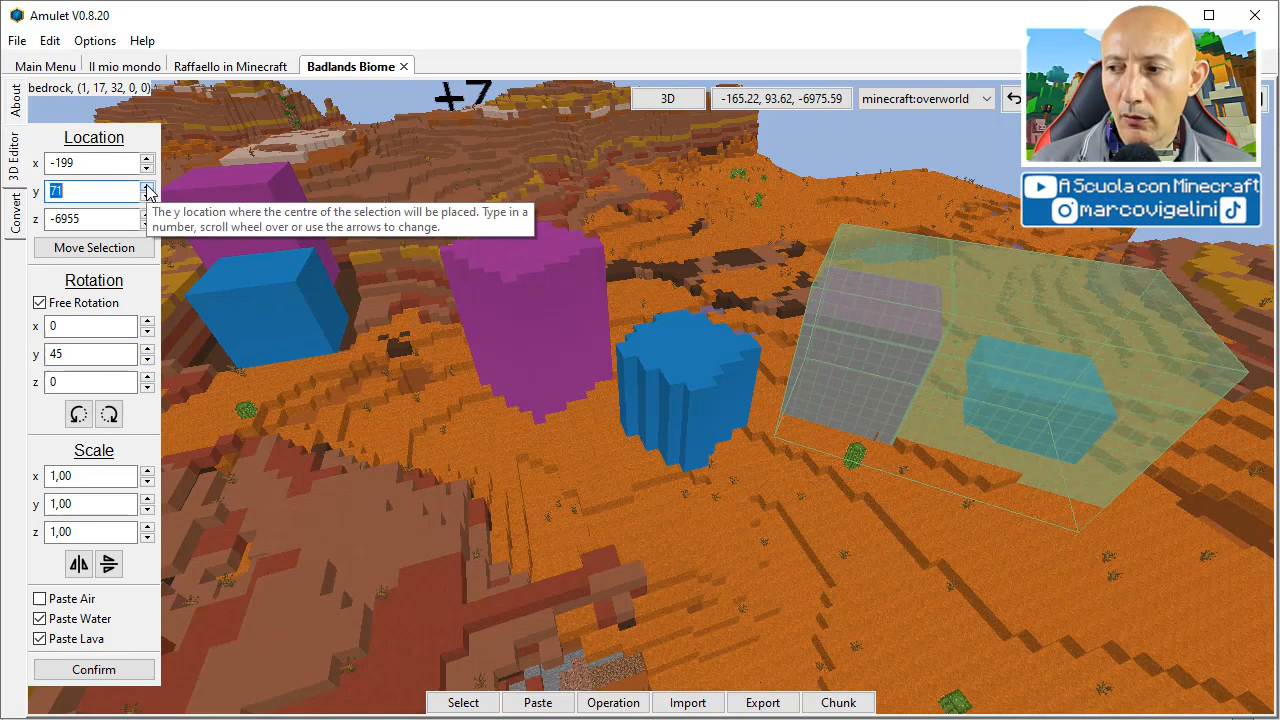 Amulet V0.8.20
File Edit Options Help
Main Menu Il mio mondo Raffaello in Minecraft Badlands Biome
bedrock, (1, 17, 32, 0, 0)
+7
3D
-165.22, 93.62, -6975.59
minecraft:overworld
About
3D Editor
Convert
Location
x -199
y 71
z -6955
The y location where the centre of the selection will be placed. Type in a
number, scroll wheel over or use the arrows to change.
Move Selection
Rotation
Free Rotation
x 0
y 45
z 0
Scale
x 1,00
y 1,00
z 1,00
Paste Air
Paste Water
Paste Lava
Confirm
Select Paste Operation Import Export Chunk
A Scuola con Minecraft
marcovigelini